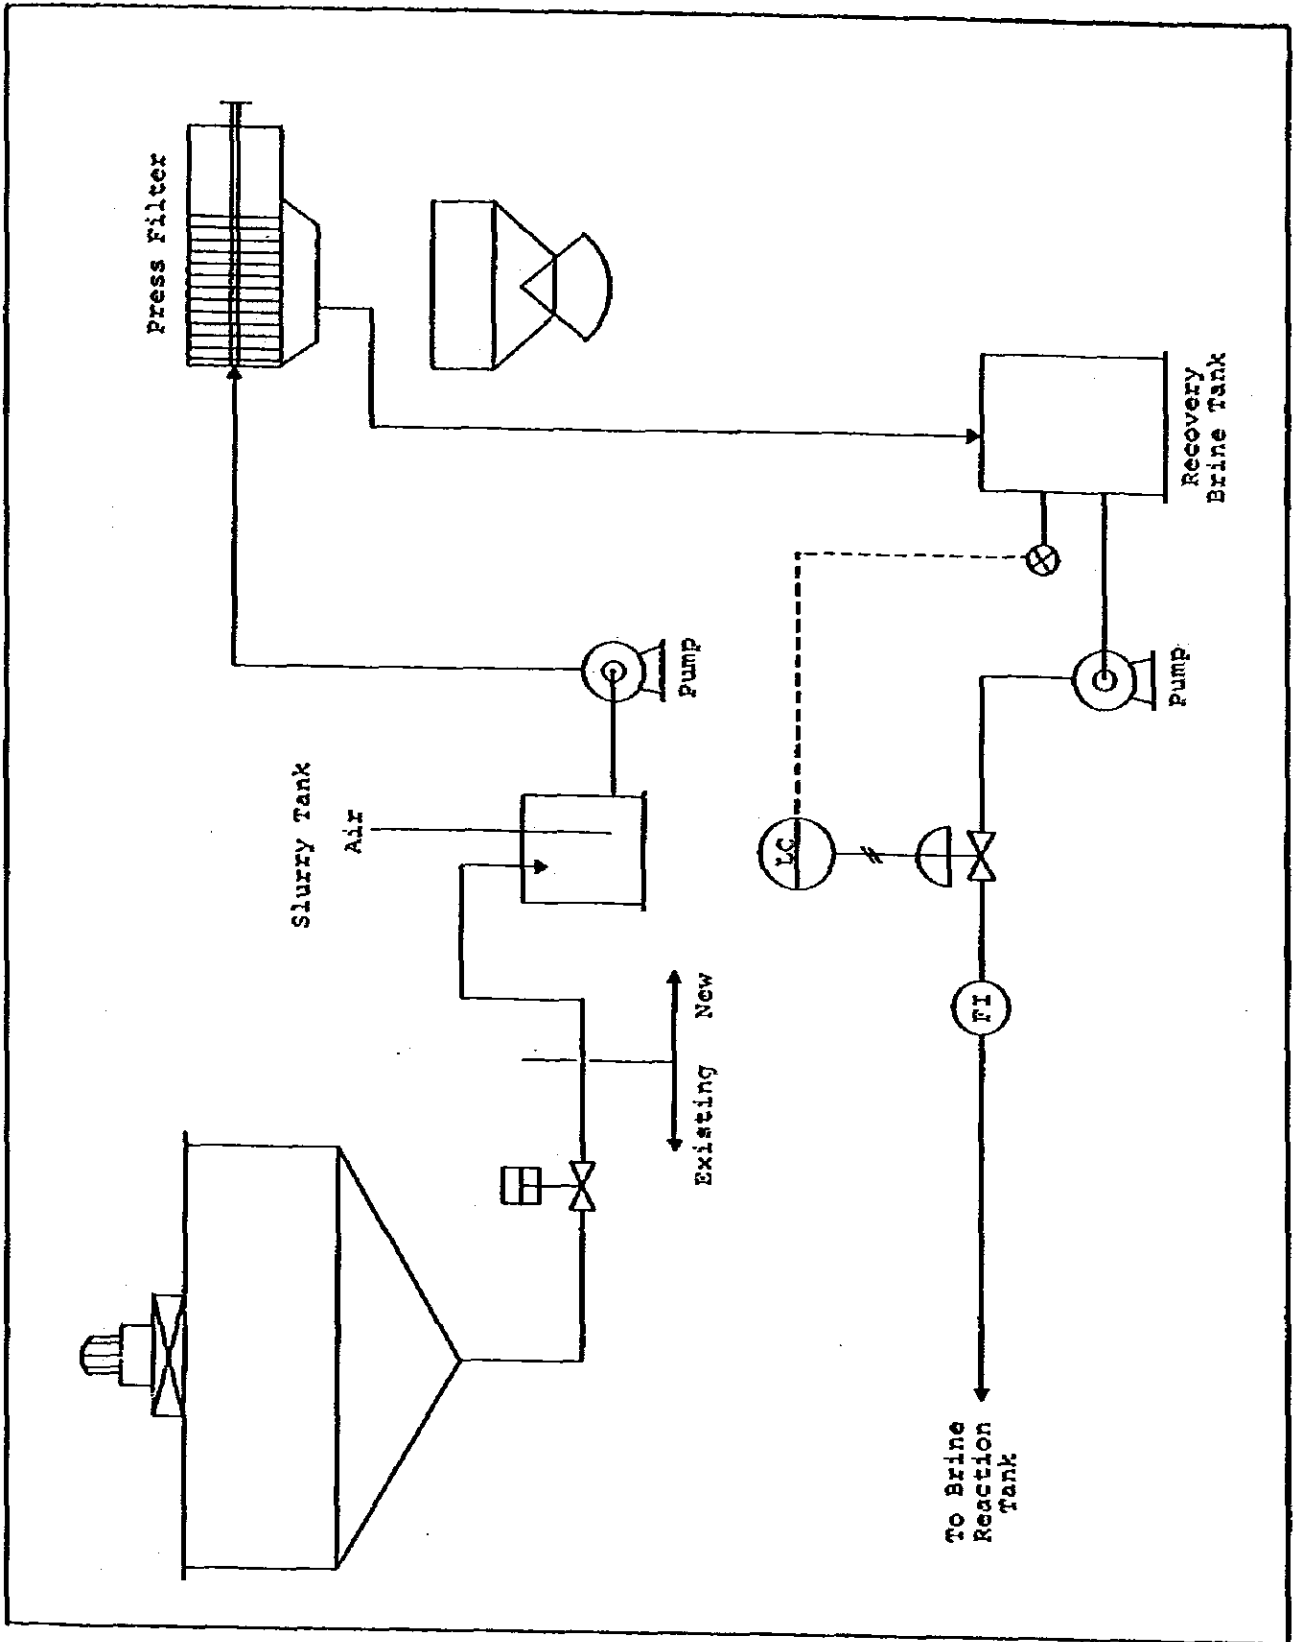 Press Filter
Slurry Tank
Air
Pump
Existing New
LC
FI
Pump
Recovery
Brine Tank
To Brine
Reaction
Tank